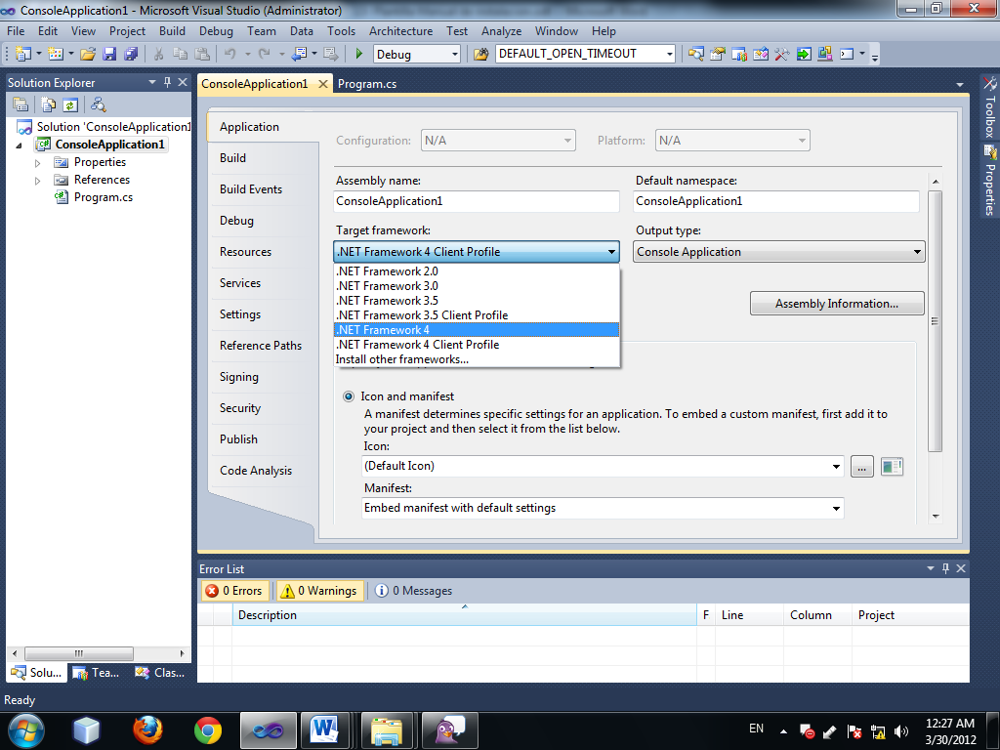 ConsoleApplication1 - Microsoft Visual Studio (Administrator)
File Edit View Project Build Debug Team Data Tools Architecture Test Analyze Window Help
Debug DEFAULT_OPEN_TIMEOUT
Solution Explorer
Solution 'ConsoleApplication1
ConsoleApplication1
Properties
References
Program.cs
Solu... Tea... Clas...
ConsoleApplication1 Program.cs
Application
Build
Build Events
Debug
Resources
Services
Settings
Reference Paths
Signing
Security
Publish
Code Analysis
Configuration: N/A Platform: N/A
Assembly name: Default namespace:
ConsoleApplication1 ConsoleApplication1
Target framework: Output type:
.NET Framework 4 Client Profile Console Application
.NET Framework 2.0
.NET Framework 3.0
.NET Framework 3.5
.NET Framework 3.5 Client Profile
.NET Framework 4
.NET Framework 4 Client Profile
Install other frameworks...
Assembly Information...
Icon and manifest
A manifest determines specific settings for an application. To embed a custom manifest, first add it to
your project and then select it from the list below.
Icon:
(Default Icon) ...
Manifest:
Embed manifest with default settings
Toolbox
Properties
Error List
0 Errors 0 Warnings 0 Messages
Description F Line Column Project
Ready
EN 12:27 AM
3/30/2012